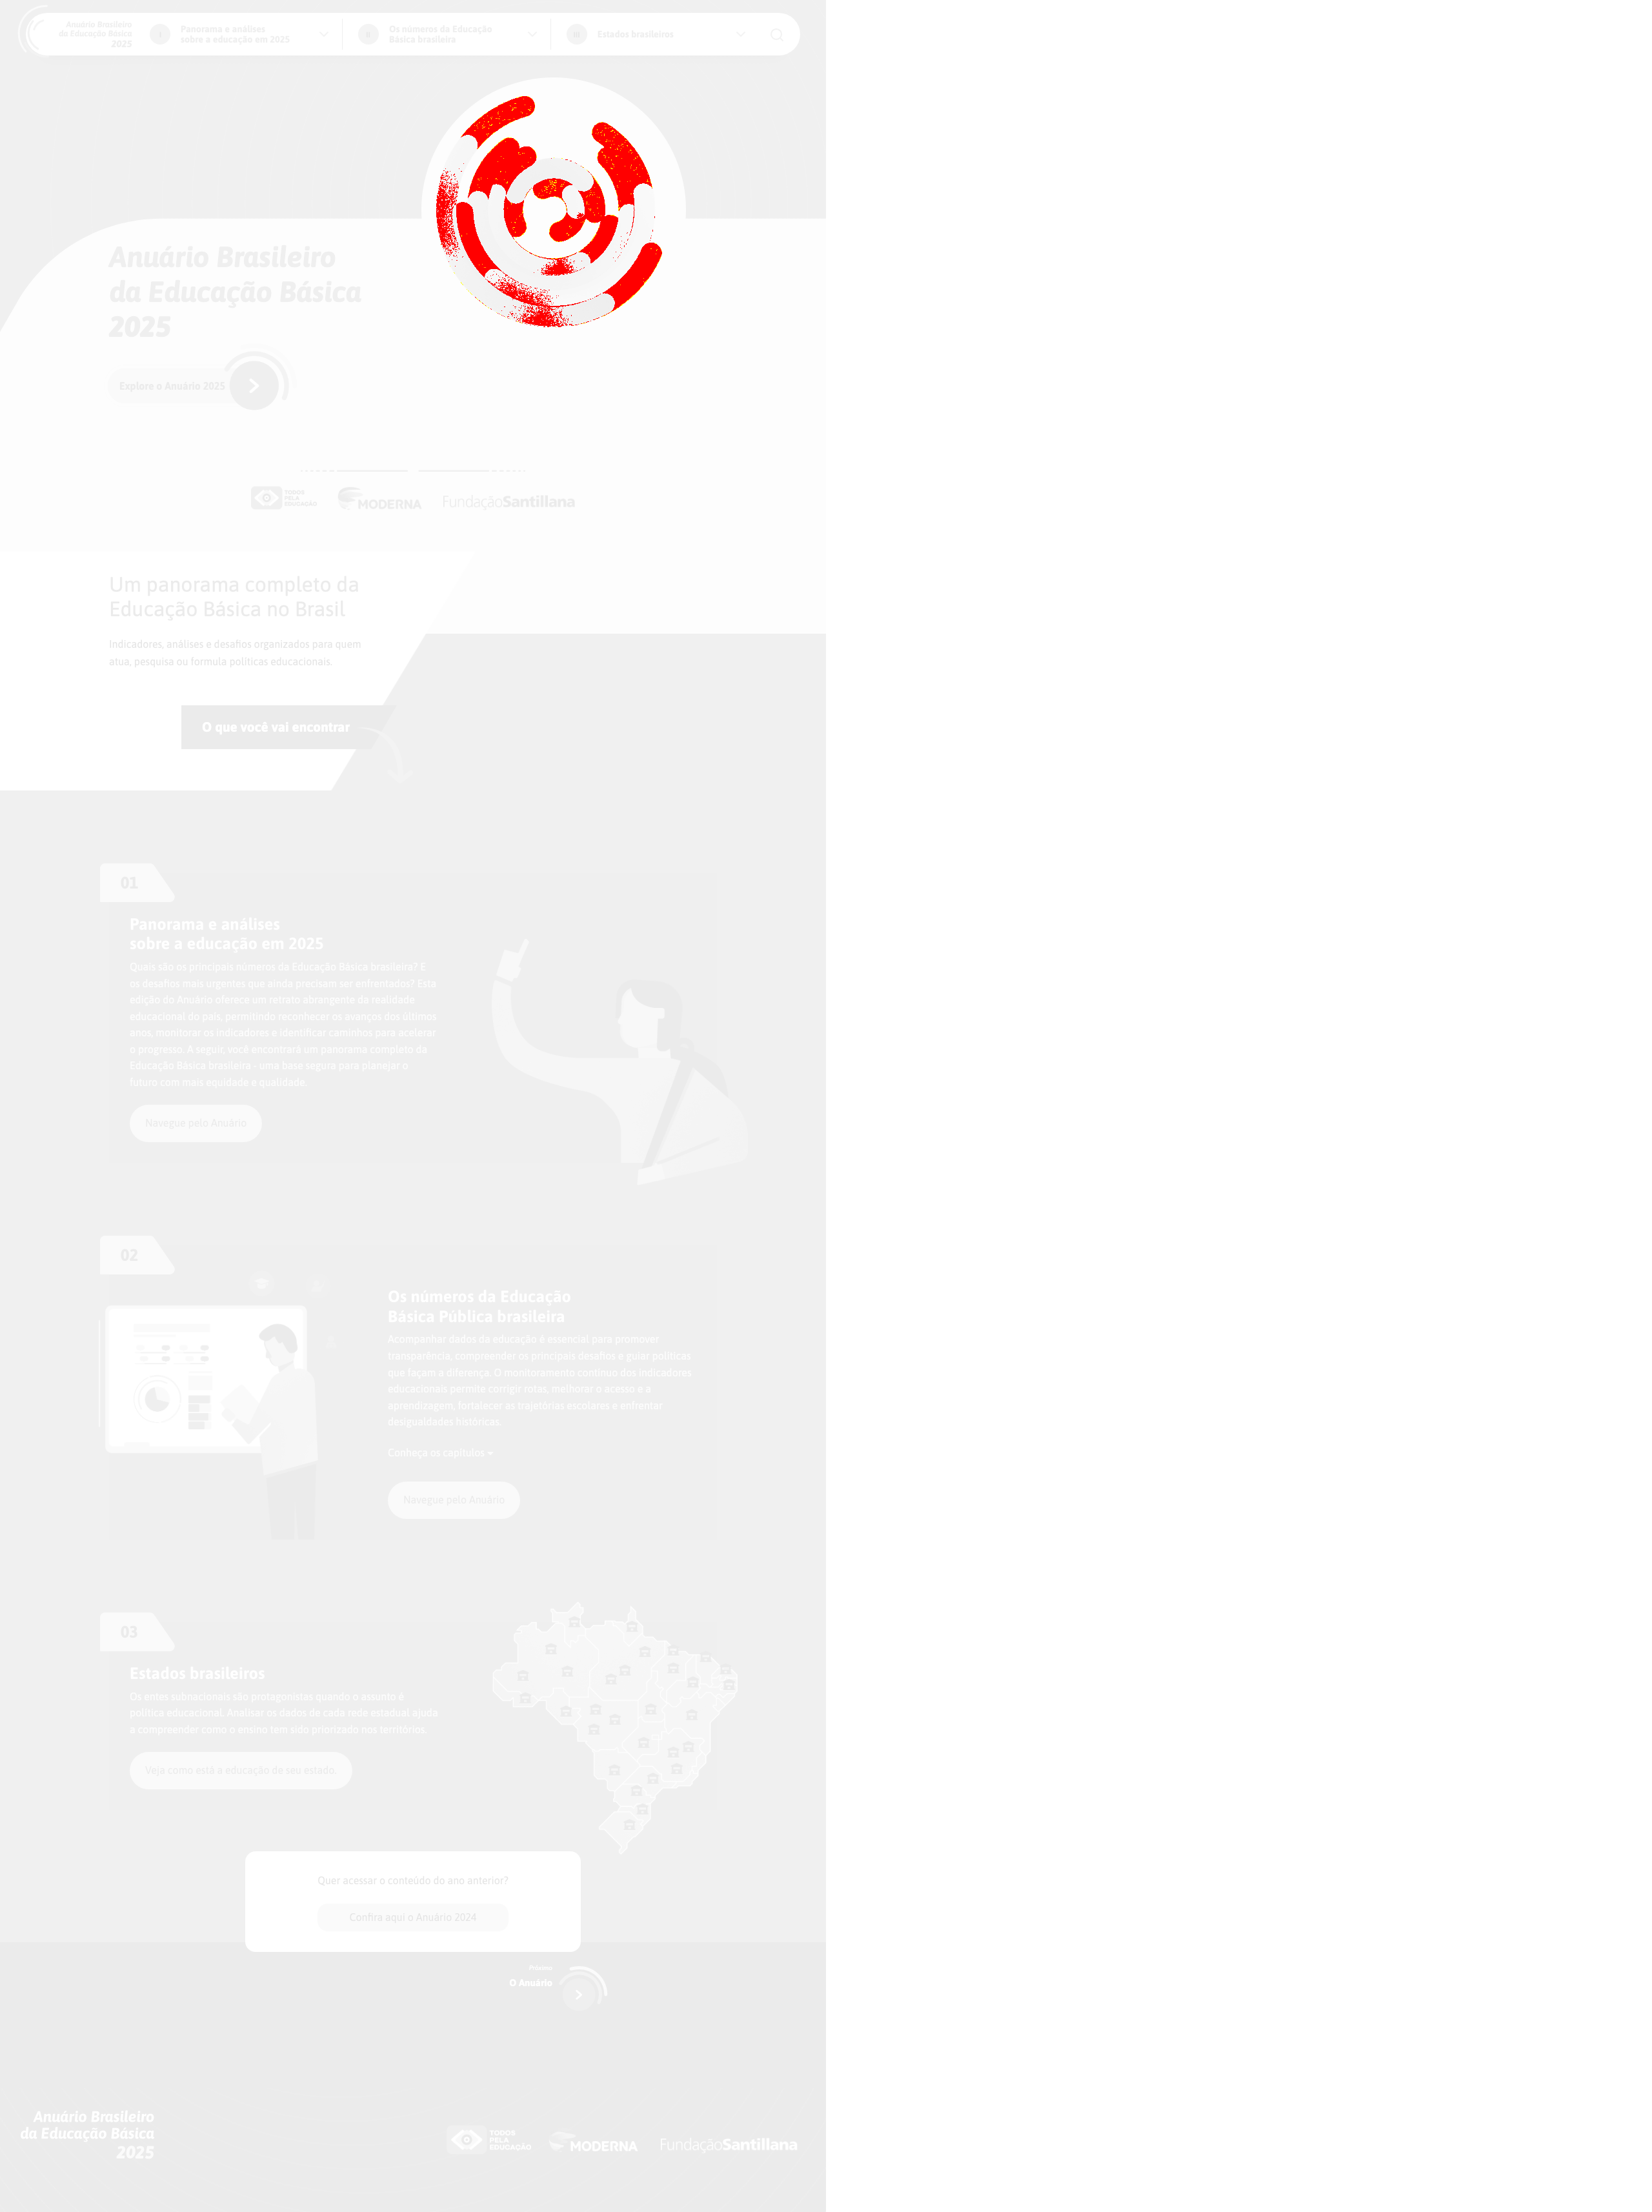 Anuário Brasileiro
da Educação Básica
2025
Panorama e análises
sobre a educação em 2025
Os números da Educação
Básica brasileira
Estados brasileiros
Anuário Brasileiro
da Educação Básica
2025
Explore o Anuário 2025
TODOS
PELA
EDUCAÇÃO
MODERNA
FundaçãoSantillana
Um panorama completo da
Educação Básica no Brasil
Indicadores, análises e desafios organizados para quem
atua, pesquisa ou formula políticas educacionais.
O que você vai encontrar
01
Panorama e análises
sobre a educação em 2025
Quais são os principais números da Educação Básica brasileira? E
os desafios mais urgentes que ainda precisam ser enfrentados? Esta
edição do Anuário oferece um retrato abrangente da realidade
educacional do país, permitindo reconhecer os avanços dos últimos
anos, monitorar os indicadores e identificar caminhos para acelerar
o progresso. A seguir, você encontrará um panorama completo da
Educação Básica brasileira - uma base segura para planejar o
futuro com mais equidade e qualidade.
Navegue pelo Anuário
02
Os números da Educação
Básica Pública brasileira
Acompanhar dados da educação é essencial para promover
transparência, compreender os principais desafios e guiar políticas
que façam a diferença. O monitoramento contínuo dos indicadores
educacionais permite corrigir rotas, melhorar o acesso e a
aprendizagem, fortalecer as trajetórias escolares e enfrentar
desigualdades históricas.
Conheça os capítulos
Navegue pelo Anuário
03
Estados brasileiros
Os entes subnacionais são protagonistas quando o assunto é
política educacional. Analisar os dados de cada rede estadual ajuda
a compreender como o ensino tem sido priorizado nos territórios.
Veja como está a educação de seu estado.
Quer acessar o conteúdo do ano anterior?
Confira aqui o Anuário 2024
Próximo
O Anuário
Anuário Brasileiro
da Educação Básica
2025
TODOS
PELA
EDUCAÇÃO
MODERNA
FundaçãoSantillana